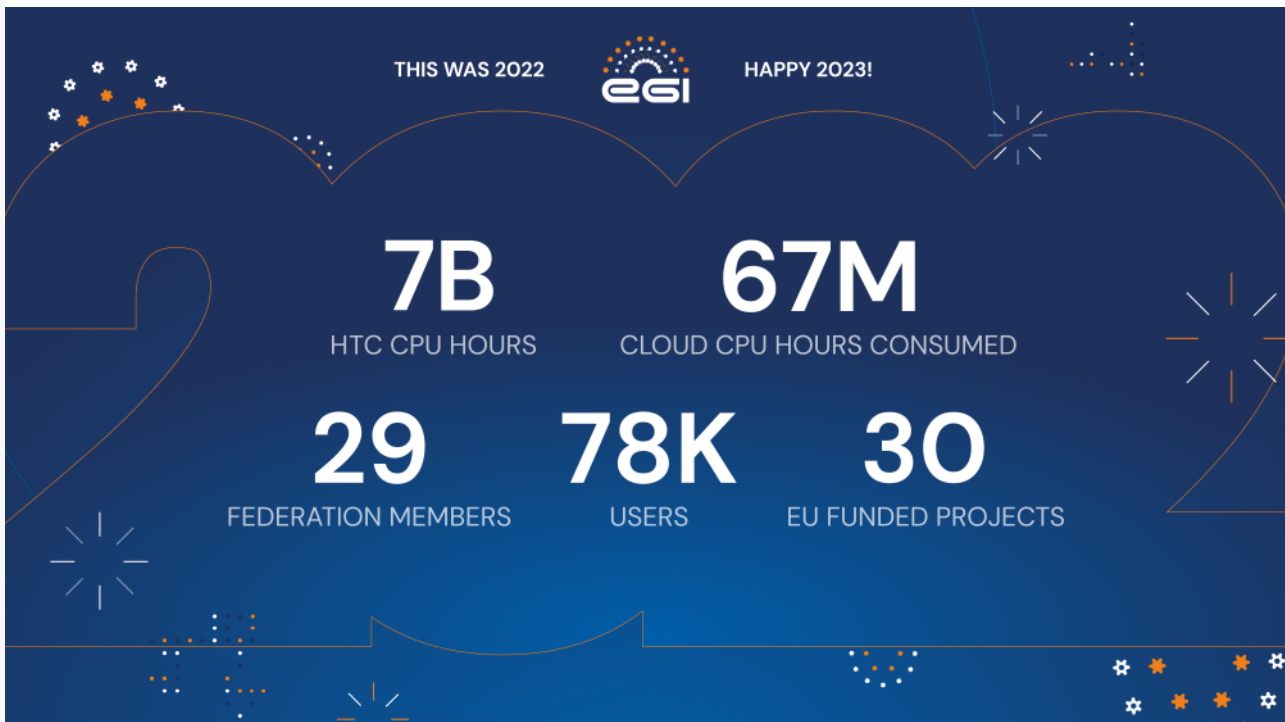 THIS WAS 2022
egi
HAPPY 2023!
7B
HTC CPU HOURS
67M
CLOUD CPU HOURS CONSUMED
29
FEDERATION MEMBERS
78K
USERS
30
EU FUNDED PROJECTS